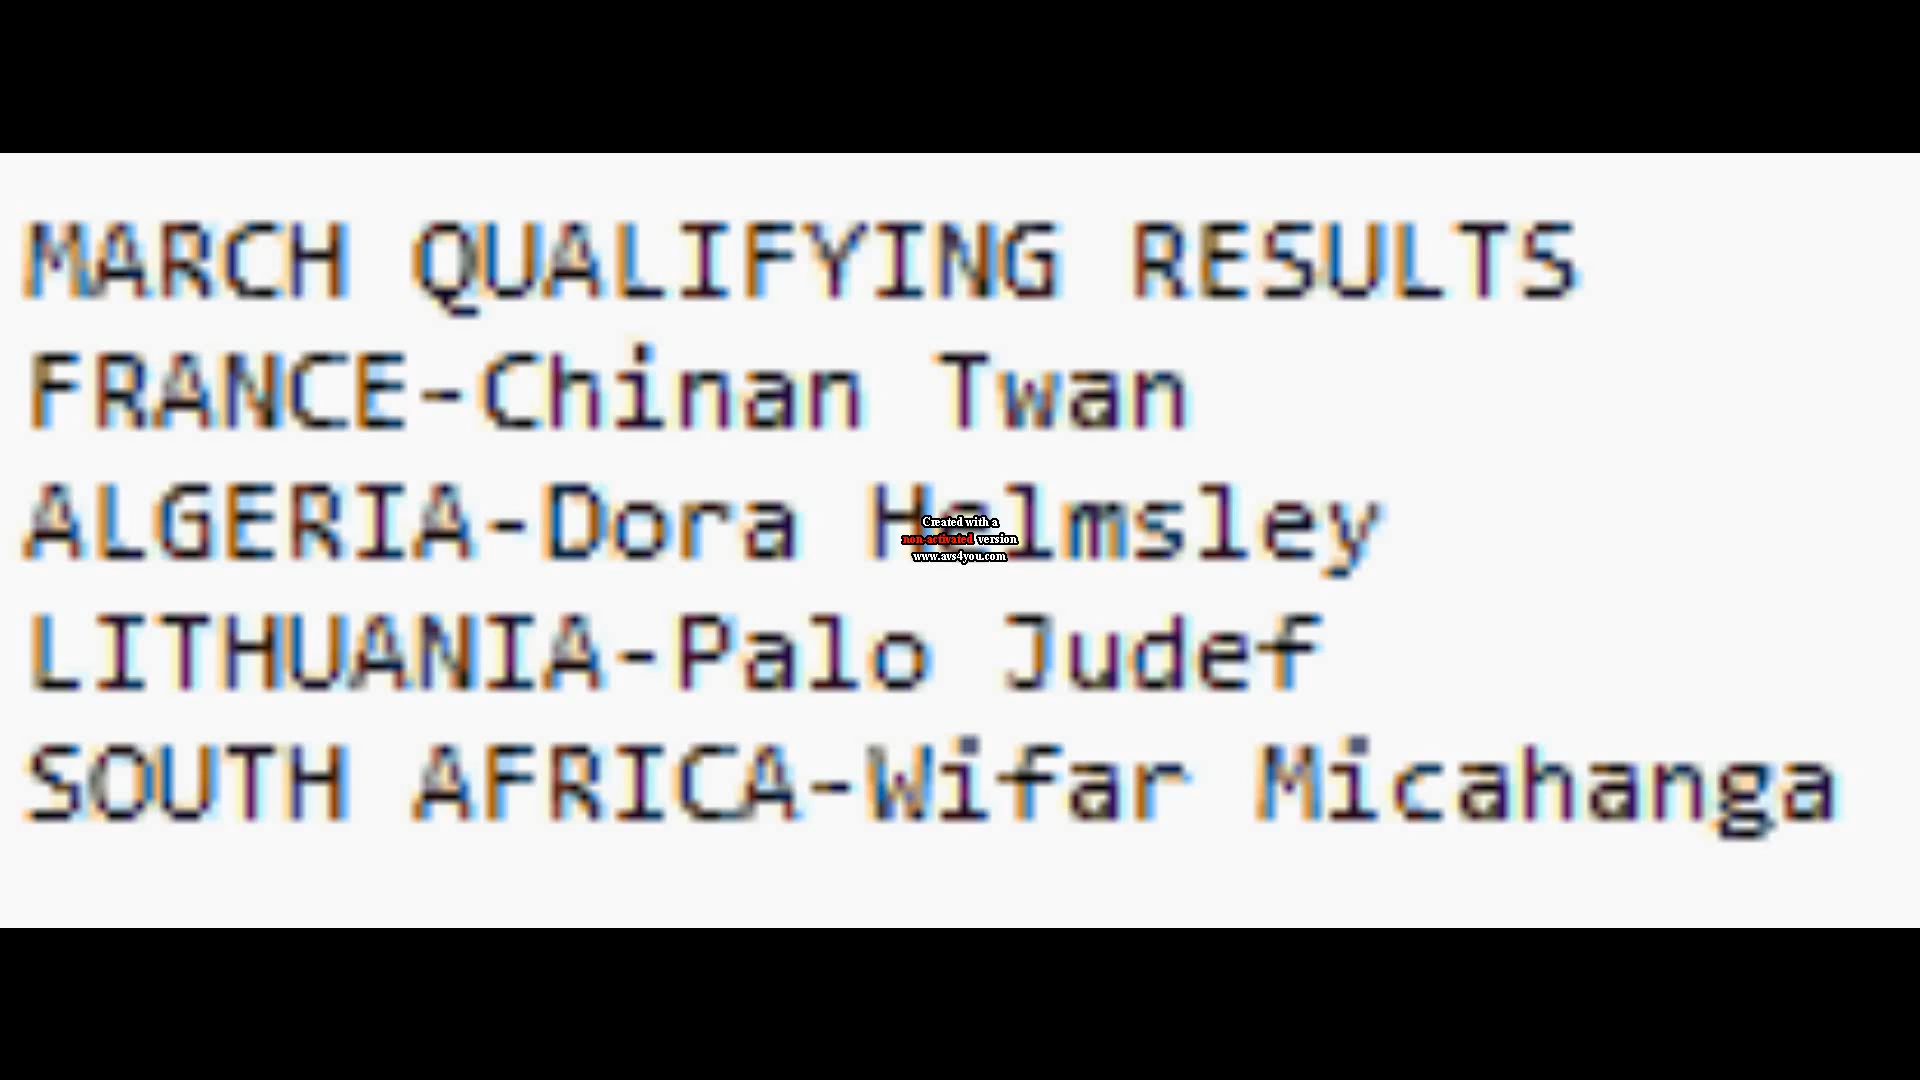 MARCH QUALIFYING RESULTS
FRANCE-Chinan Twan
ALGERIA-Dora Helmsley
Created with a
non-activated version
www.avs4you.com
LITHUANIA-Palo Judef
SOUTH AFRICA-Wifar Micahanga